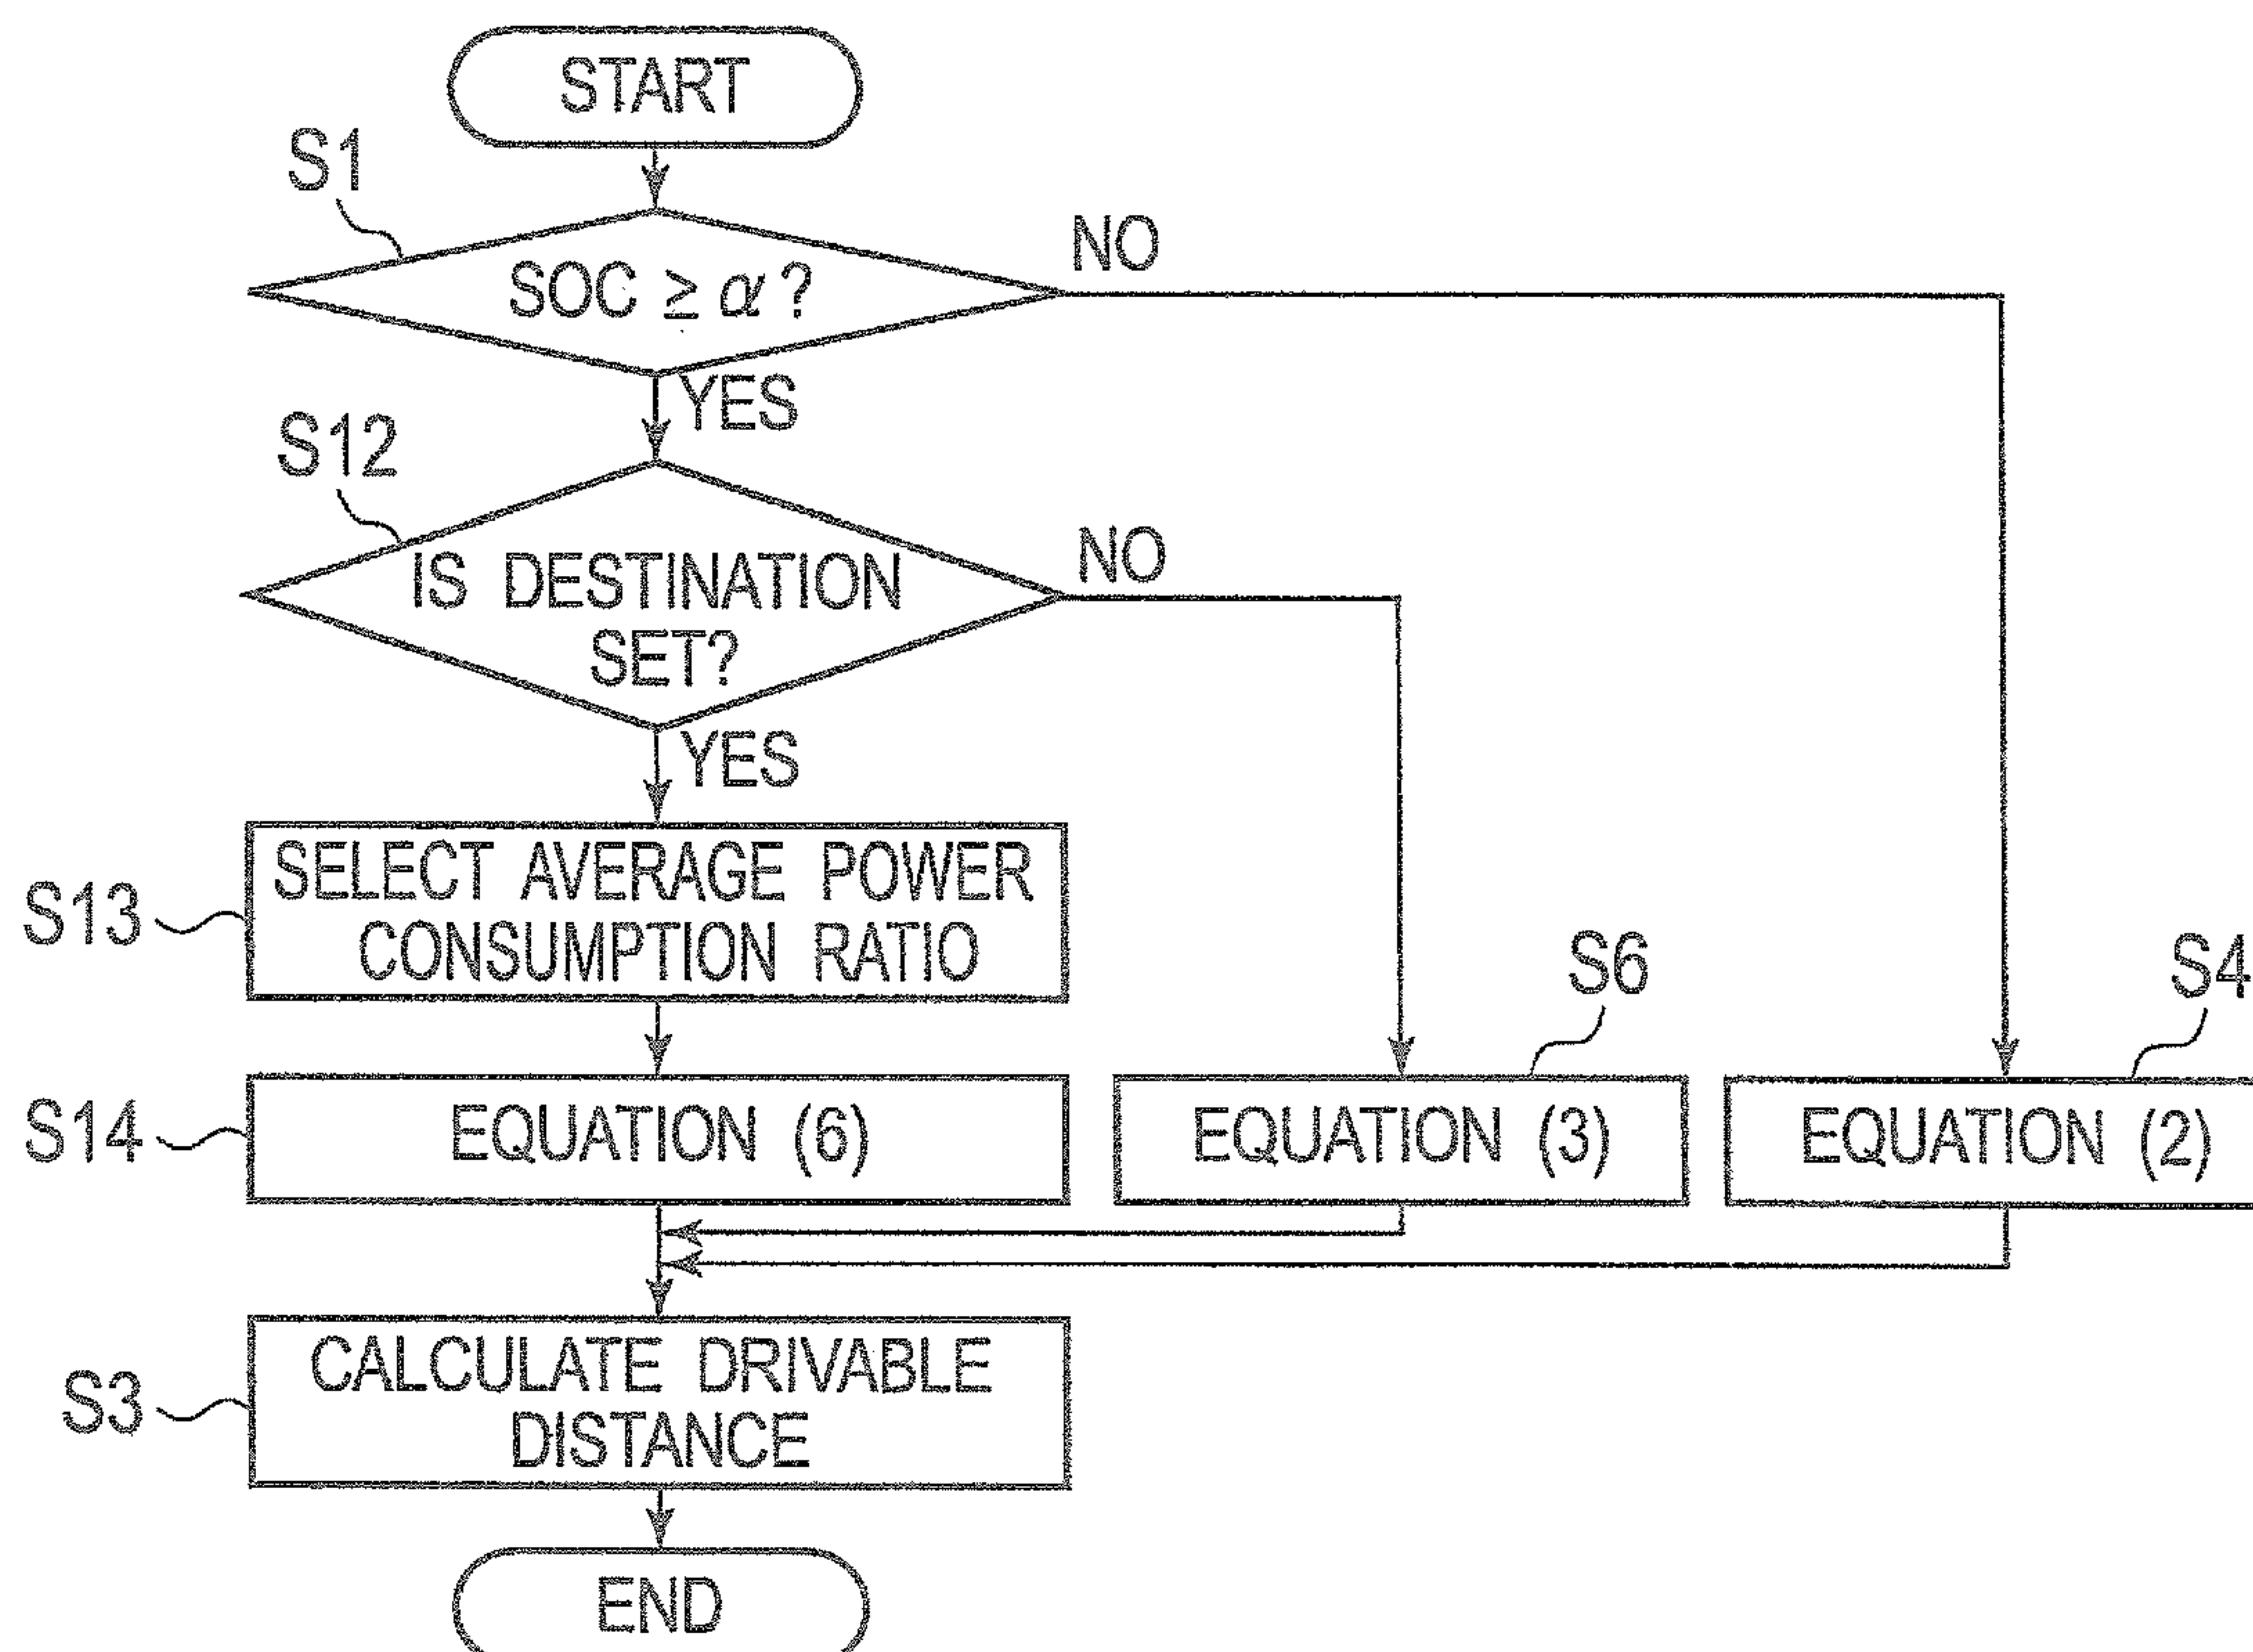 START
S1
SOC ≥ α ?
NO
YES
S12
IS DESTINATION
SET?
NO
YES
S13
SELECT AVERAGE POWER
CONSUMPTION RATIO
S6
S4
S14
EQUATION (6)
EQUATION (3)
EQUATION (2)
S3
CALCULATE DRIVABLE
DISTANCE
END